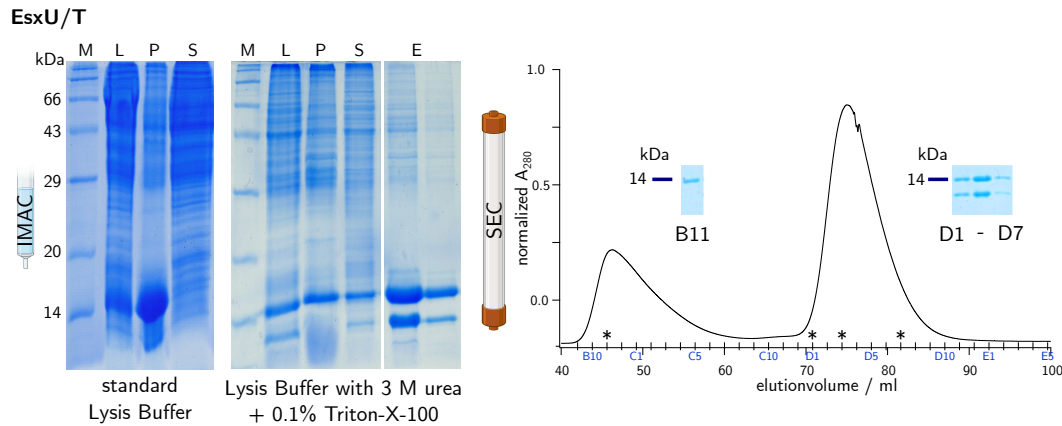 EsxU/T
M L P S
kDa
66
43
29
20
14
IMAC
standard
Lysis Buffer
M L P S E
Lysis Buffer with 3 M urea
+ 0.1% Triton-X-100
SEC
normalized A280
1.0
0.5
0.0
kDa
14
B11
kDa
14
D1 - D7
* * * *
B10 C1 C5 C10 D1 D5 D10 E1 E5
40 50 60 70 80 90 100
elutionvolume / ml